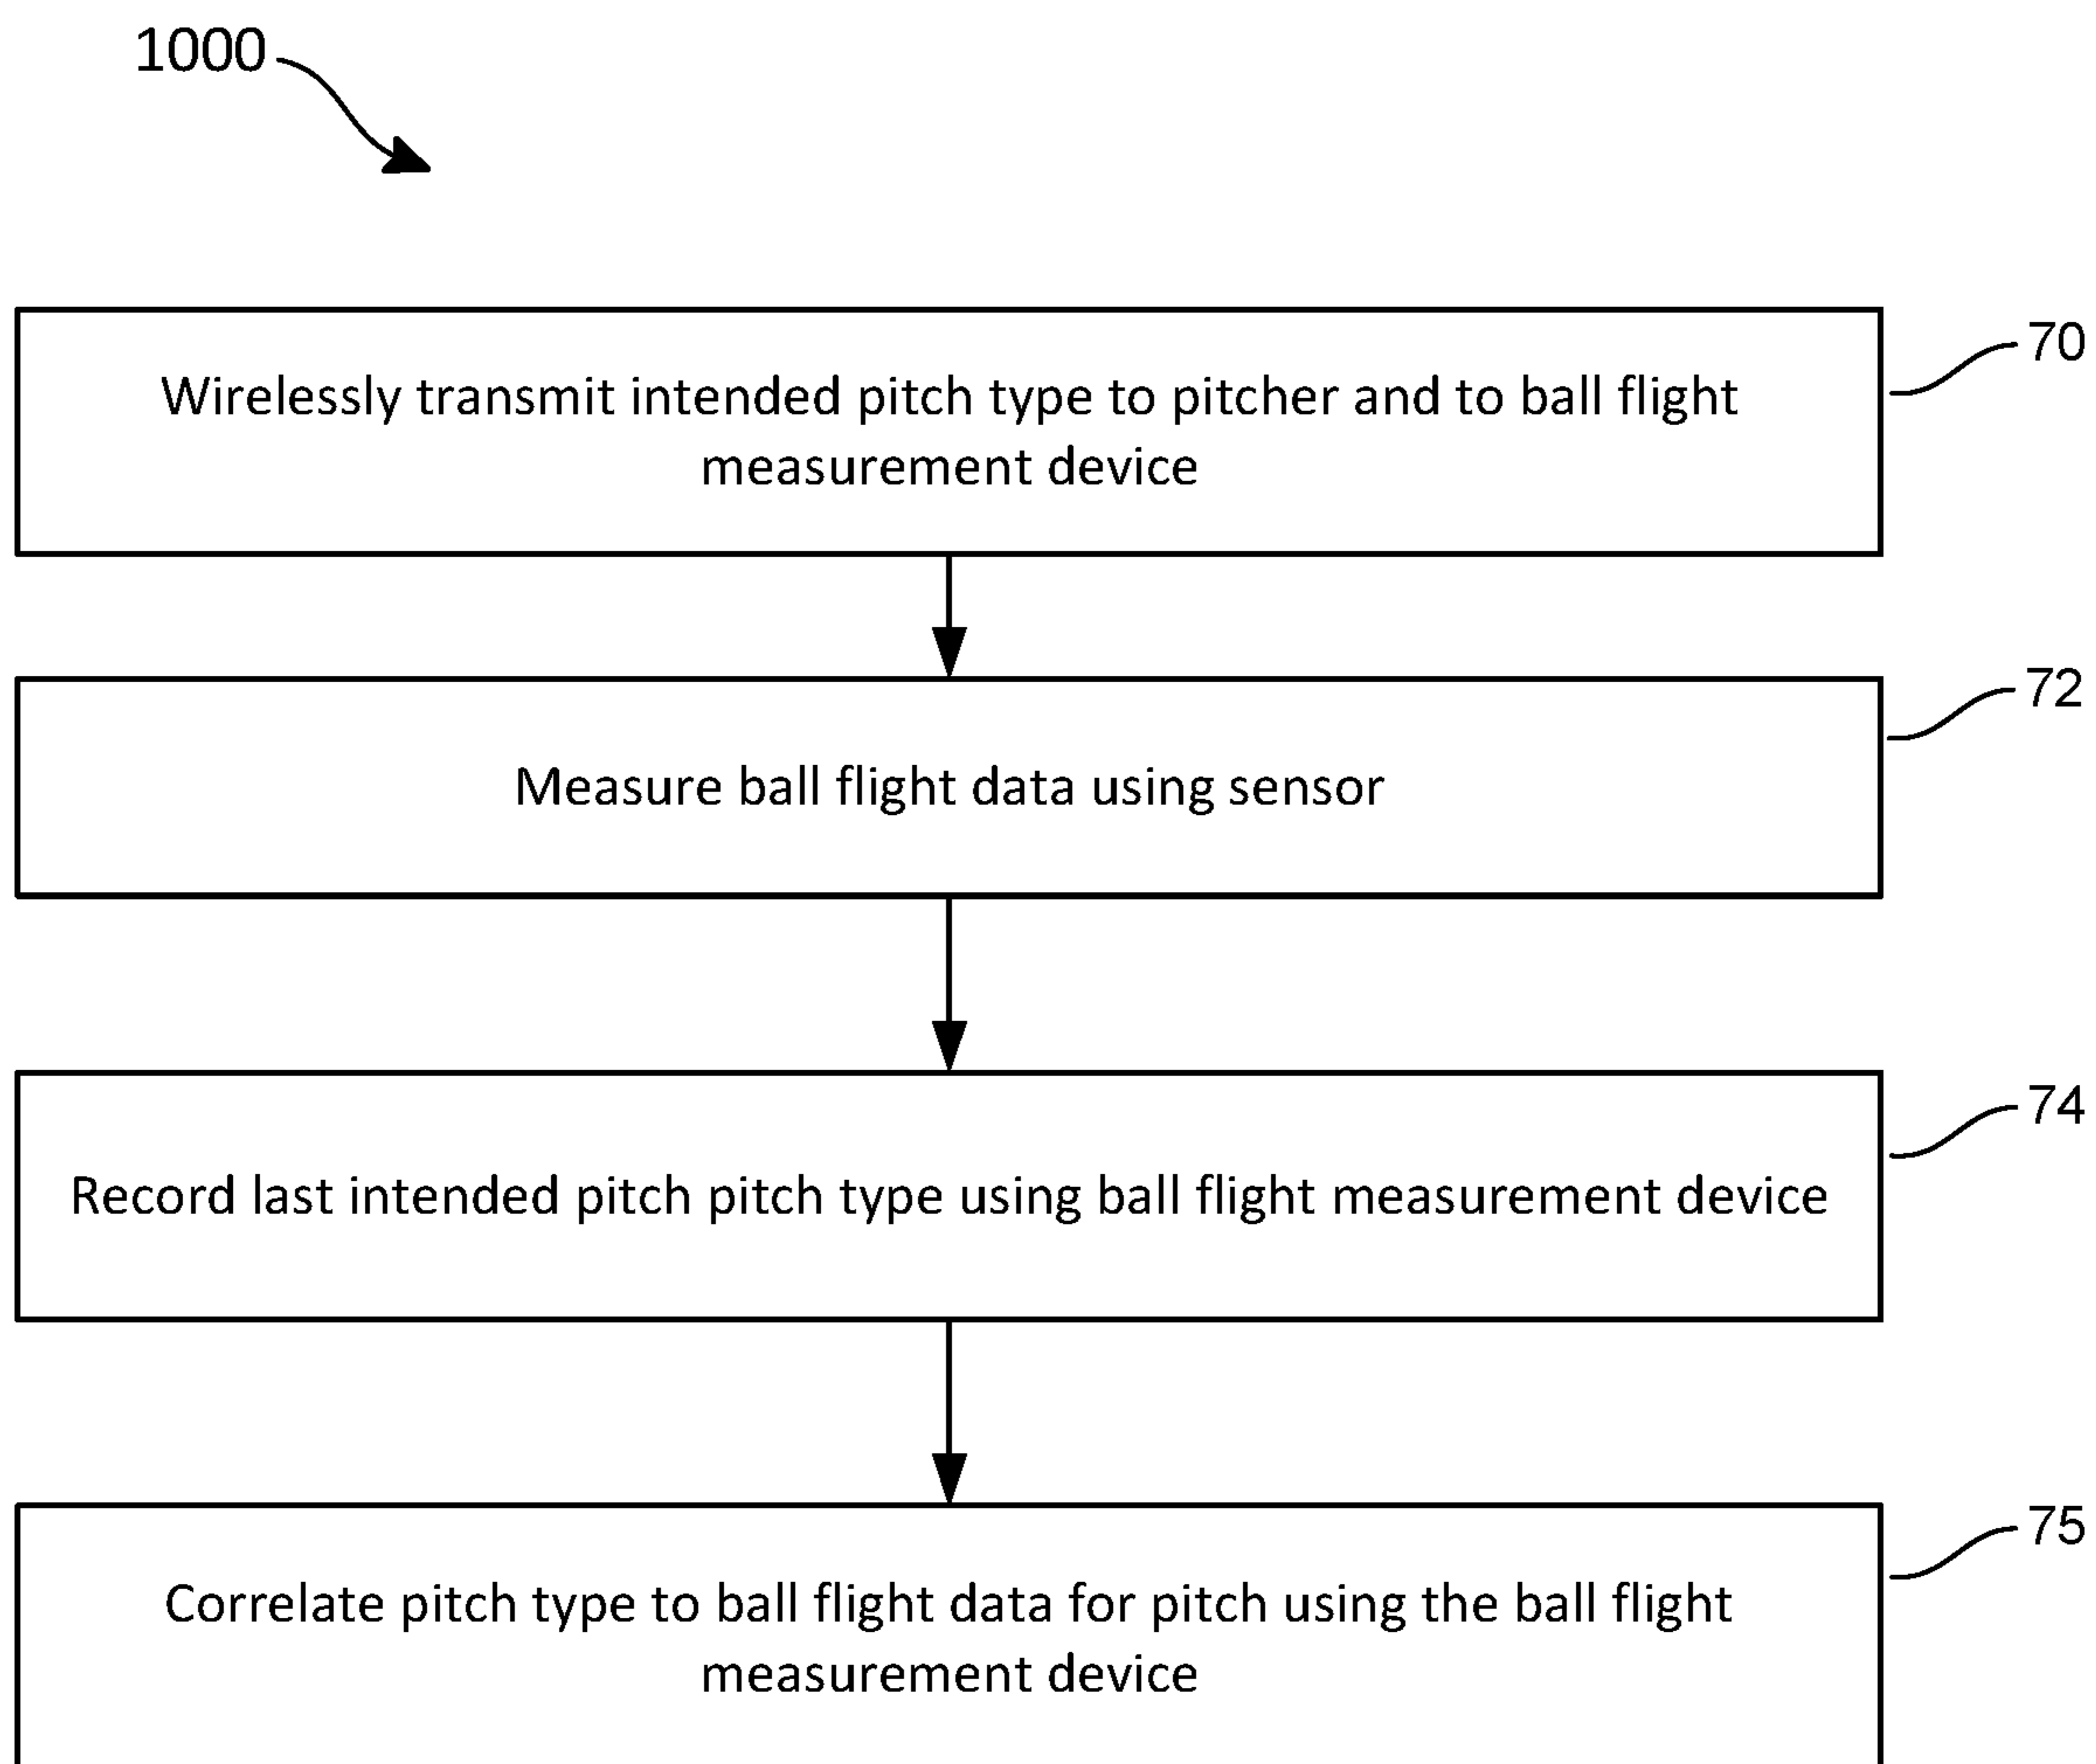 1000
70
Wirelessly transmit intended pitch type to pitcher and to ball flight
measurement device
72
Measure ball flight data using sensor
74
Record last intended pitch pitch type using ball flight measurement device
75
Correlate pitch type to ball flight data for pitch using the ball flight
measurement device